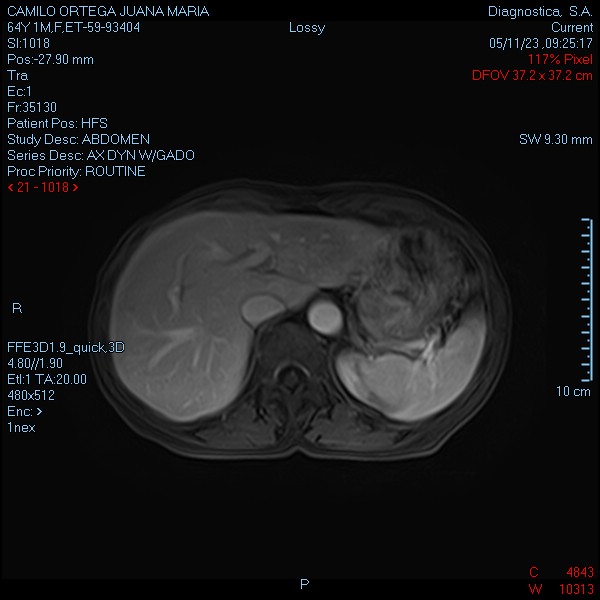 CAMILO ORTEGA JUANA MARIA
Diagnostica, S.A.
64Y 1M,F,ET-59-93404
Lossy
Current
SI:1018
05/11/23 ,09:25:17
Pos:-27.90 mm
117% Pixel
Tra
DFOV 37.2 x 37.2 cm
Ec:1
Fr:35130
Patient Pos: HFS
Study Desc: ABDOMEN
SW 9.30 mm
Series Desc: AX DYN W/GADO
Proc Priority: ROUTINE
< 21 - 1018 >
R
FFE3D1.9_quick,3D
4.80//1.90
Etl:1 TA:20.00
480x512
10 cm
Enc: >
1nex
C 4843
P
W 10313